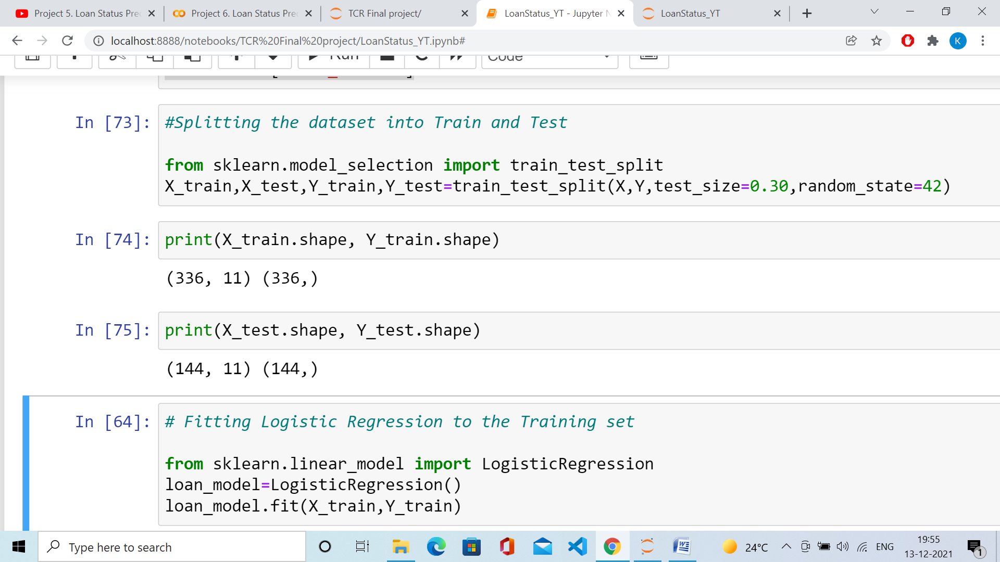 Project 5. Loan Status Pre
Project 6. Loan Status Pre
TCR Final project/
LoanStatus_YT - Jupyter N
LoanStatus_YT
localhost:8888/notebooks/TCR%20Final%20project/LoanStatus_YT.ipynb#
K
Run
Code
In [73]:
#Splitting the dataset into Train and Test
from sklearn.model_selection import train_test_split
X_train,X_test,Y_train,Y_test=train_test_split(X,Y,test_size=0.30,random_state=42)
In [74]:
print(X_train.shape, Y_train.shape)
(336, 11) (336,)
In [75]:
print(X_test.shape, Y_test.shape)
(144, 11) (144,)
In [64]:
# Fitting Logistic Regression to the Training set
from sklearn.linear_model import LogisticRegression
loan_model=LogisticRegression()
loan_model.fit(X_train,Y_train)
Type here to search
24°C
ENG
19:55
13-12-2021
1